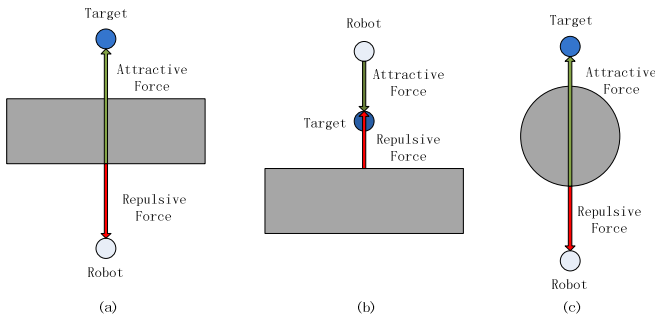 Target
Attractive
Force
Repulsive
Force
Robot
(a)
Robot
Attractive
Force
Target
Repulsive
Force
(b)
Target
Attractive
Force
Repulsive
Force
Robot
(c)